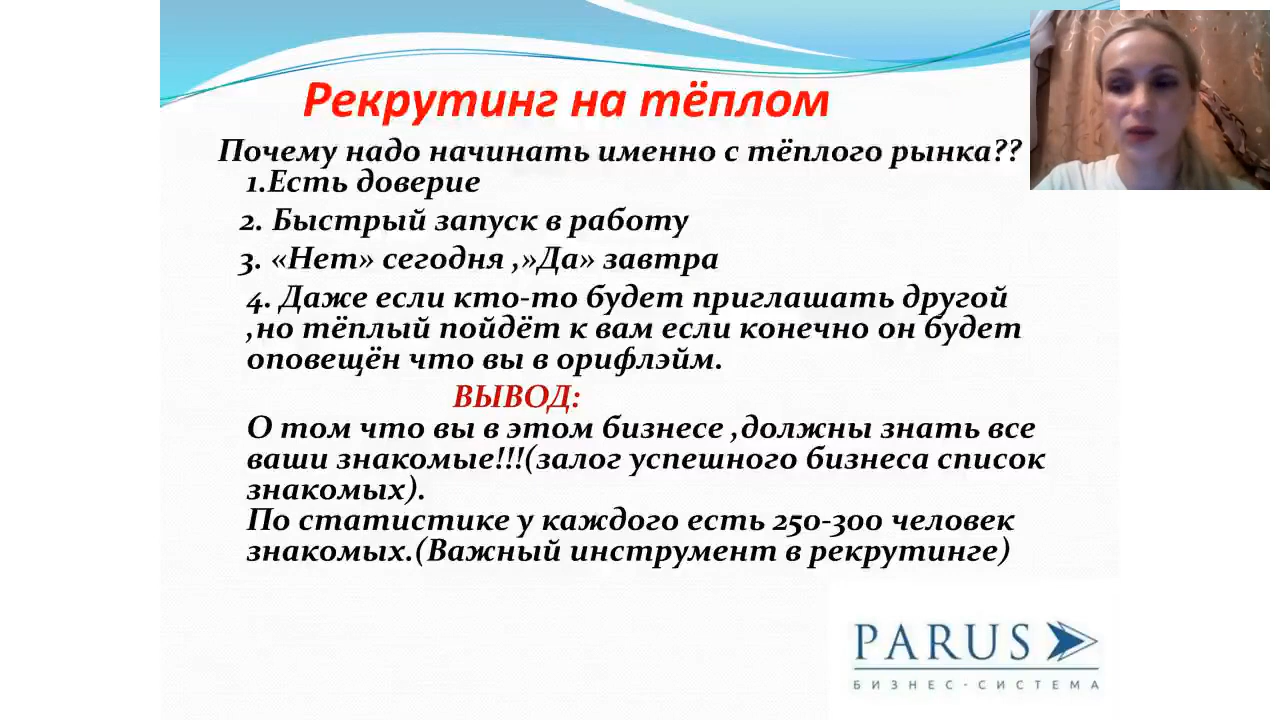 Рекрутинг на тёплом
Почему надо начинать именно с тёплого рынка??
1.Есть доверие
2. Быстрый запуск в работу
3. «Нет» сегодня ,»Да» завтра
4. Даже если кто-то будет приглашать другой
,но тёплый пойдёт к вам если конечно он будет
оповещён что вы в орифлэйм.
ВЫВОД:
О том что вы в этом бизнесе ,должны знать все
ваши знакомые!!!(залог успешного бизнеса список
знакомых).
По статистике у каждого есть 250-300 человек
знакомых.(Важный инструмент в рекрутинге)
PARUS
БИЗНЕС-СИСТЕМА